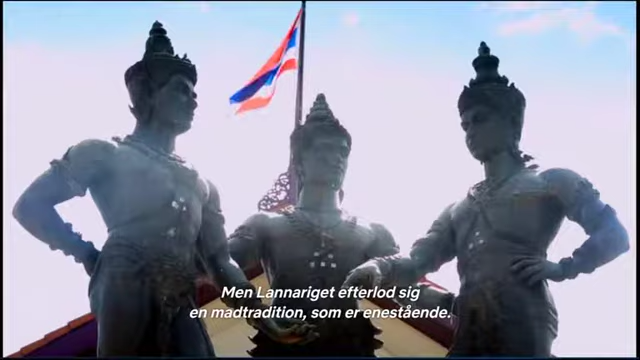 Men Lannariget efterlod sig
en madtradition, som er enestående.